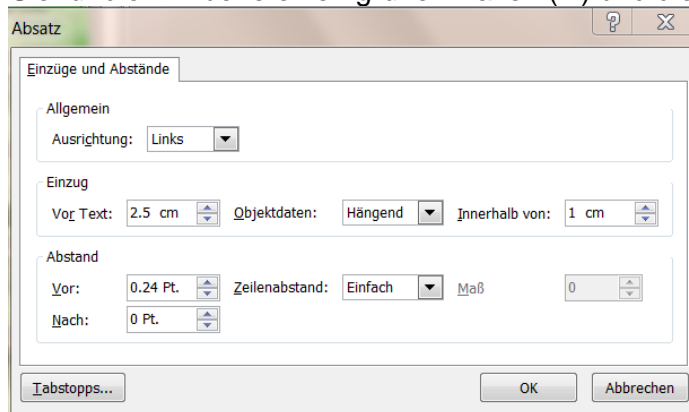 Absatz
Einzüge und Abstände
Allgemein
Ausrichtung: Links
Einzug
Vor Text: 2.5 cm Objektdaten: Hängend Innerhalb von: 1 cm
Abstand
Vor: 0.24 Pt. Zeilenabstand: Einfach Maß 0
Nach: 0 Pt.
Tabstopps... OK Abbrechen